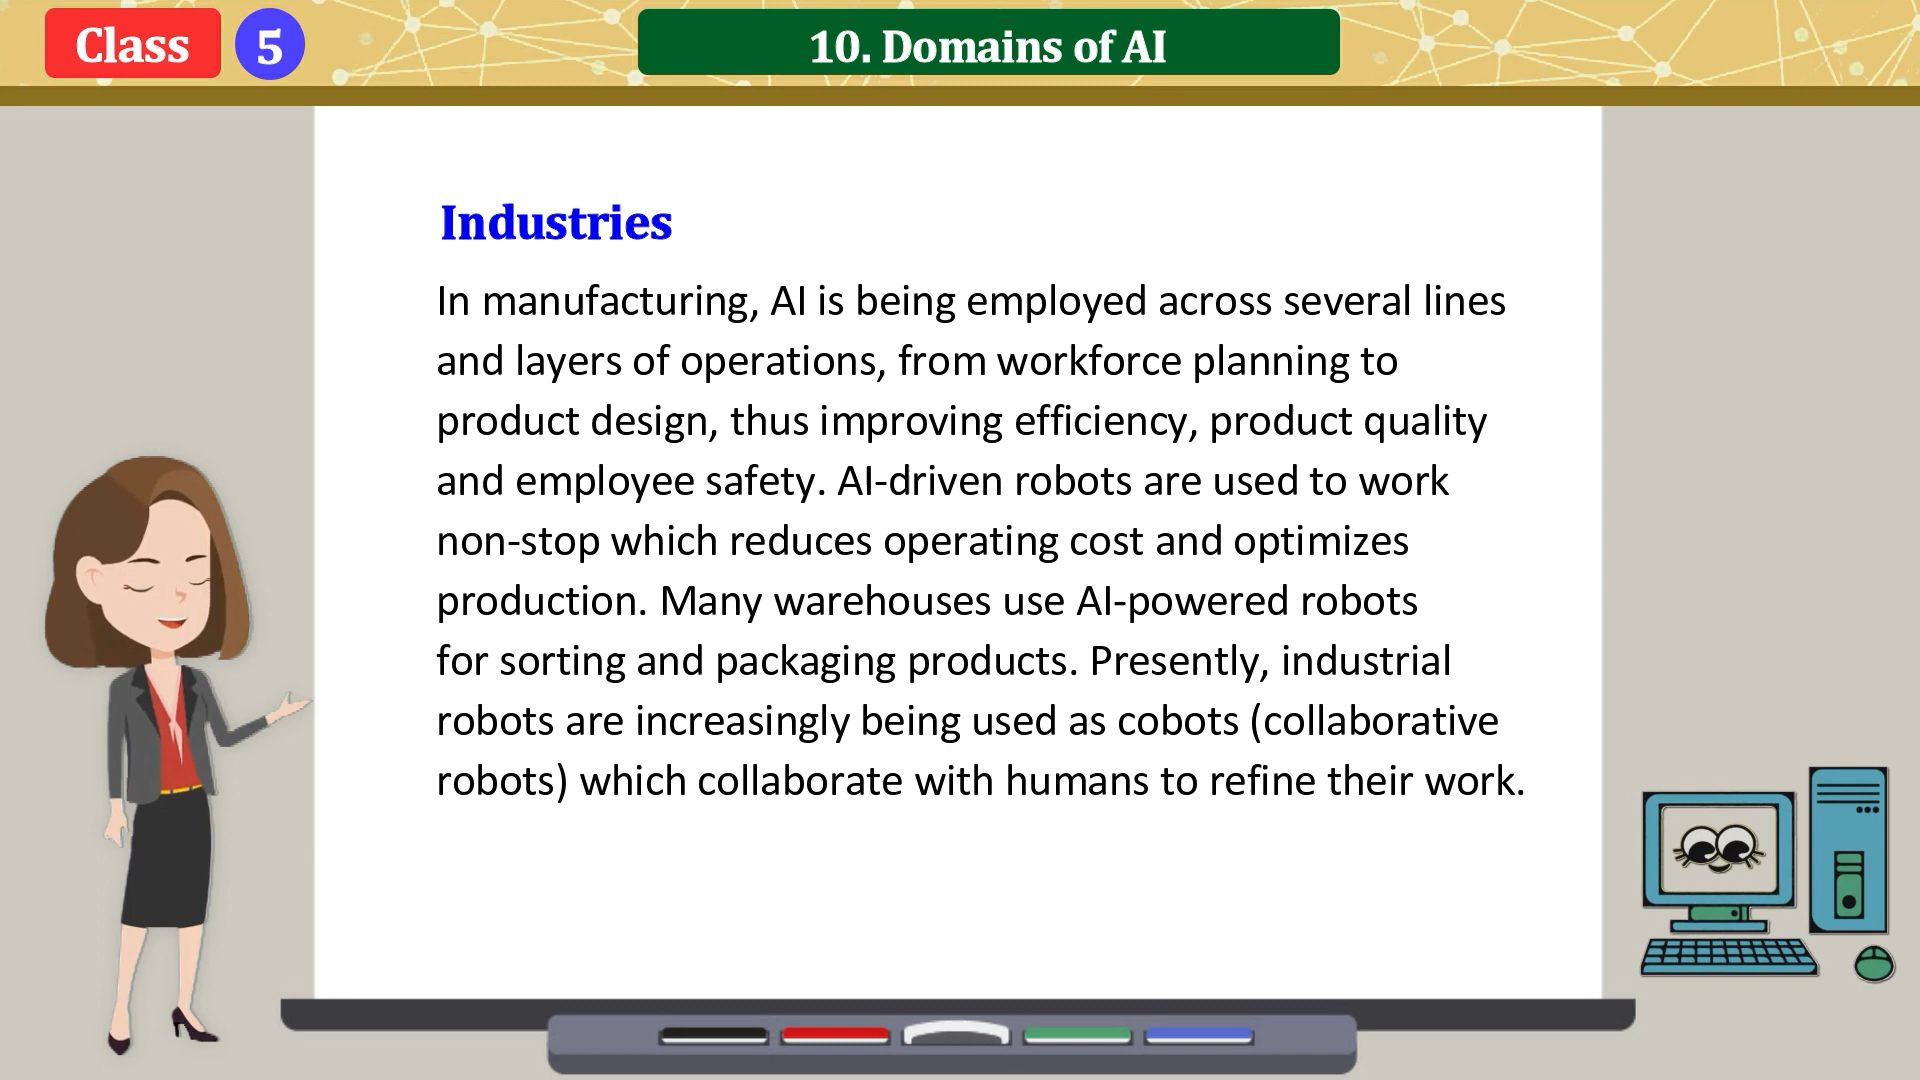 Class 5
10. Domains of AI
Industries
In manufacturing, AI is being employed across several lines
and layers of operations, from workforce planning to
product design, thus improving efficiency, product quality
and employee safety. AI-driven robots are used to work
non-stop which reduces operating cost and optimizes
production. Many warehouses use AI-powered robots
for sorting and packaging products. Presently, industrial
robots are increasingly being used as cobots (collaborative
robots) which collaborate with humans to refine their work.